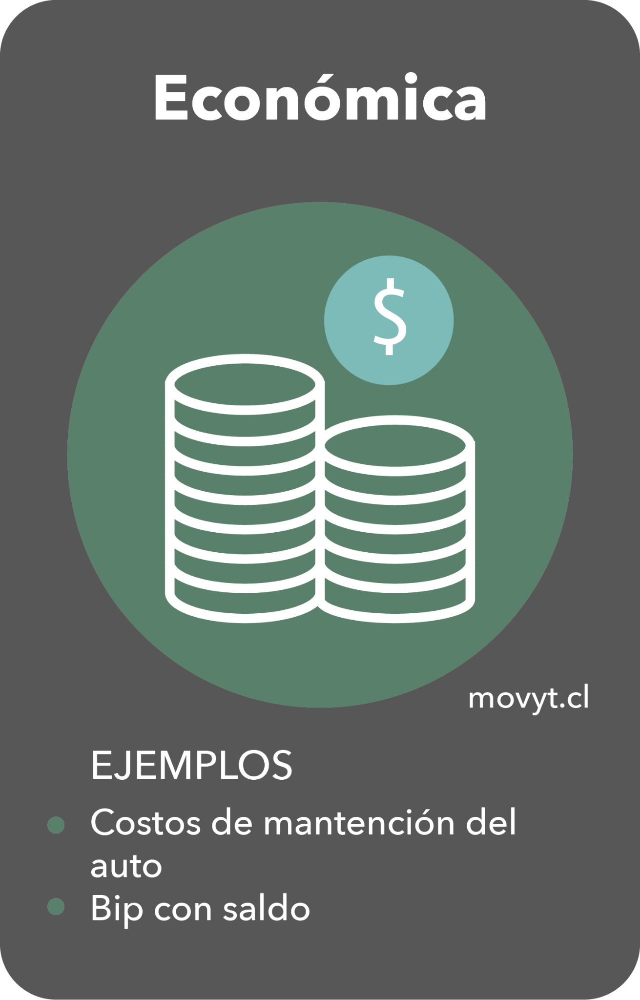 Económica
$
movyt.cl
EJEMPLOS
Costos de mantención del
auto
Bip con saldo